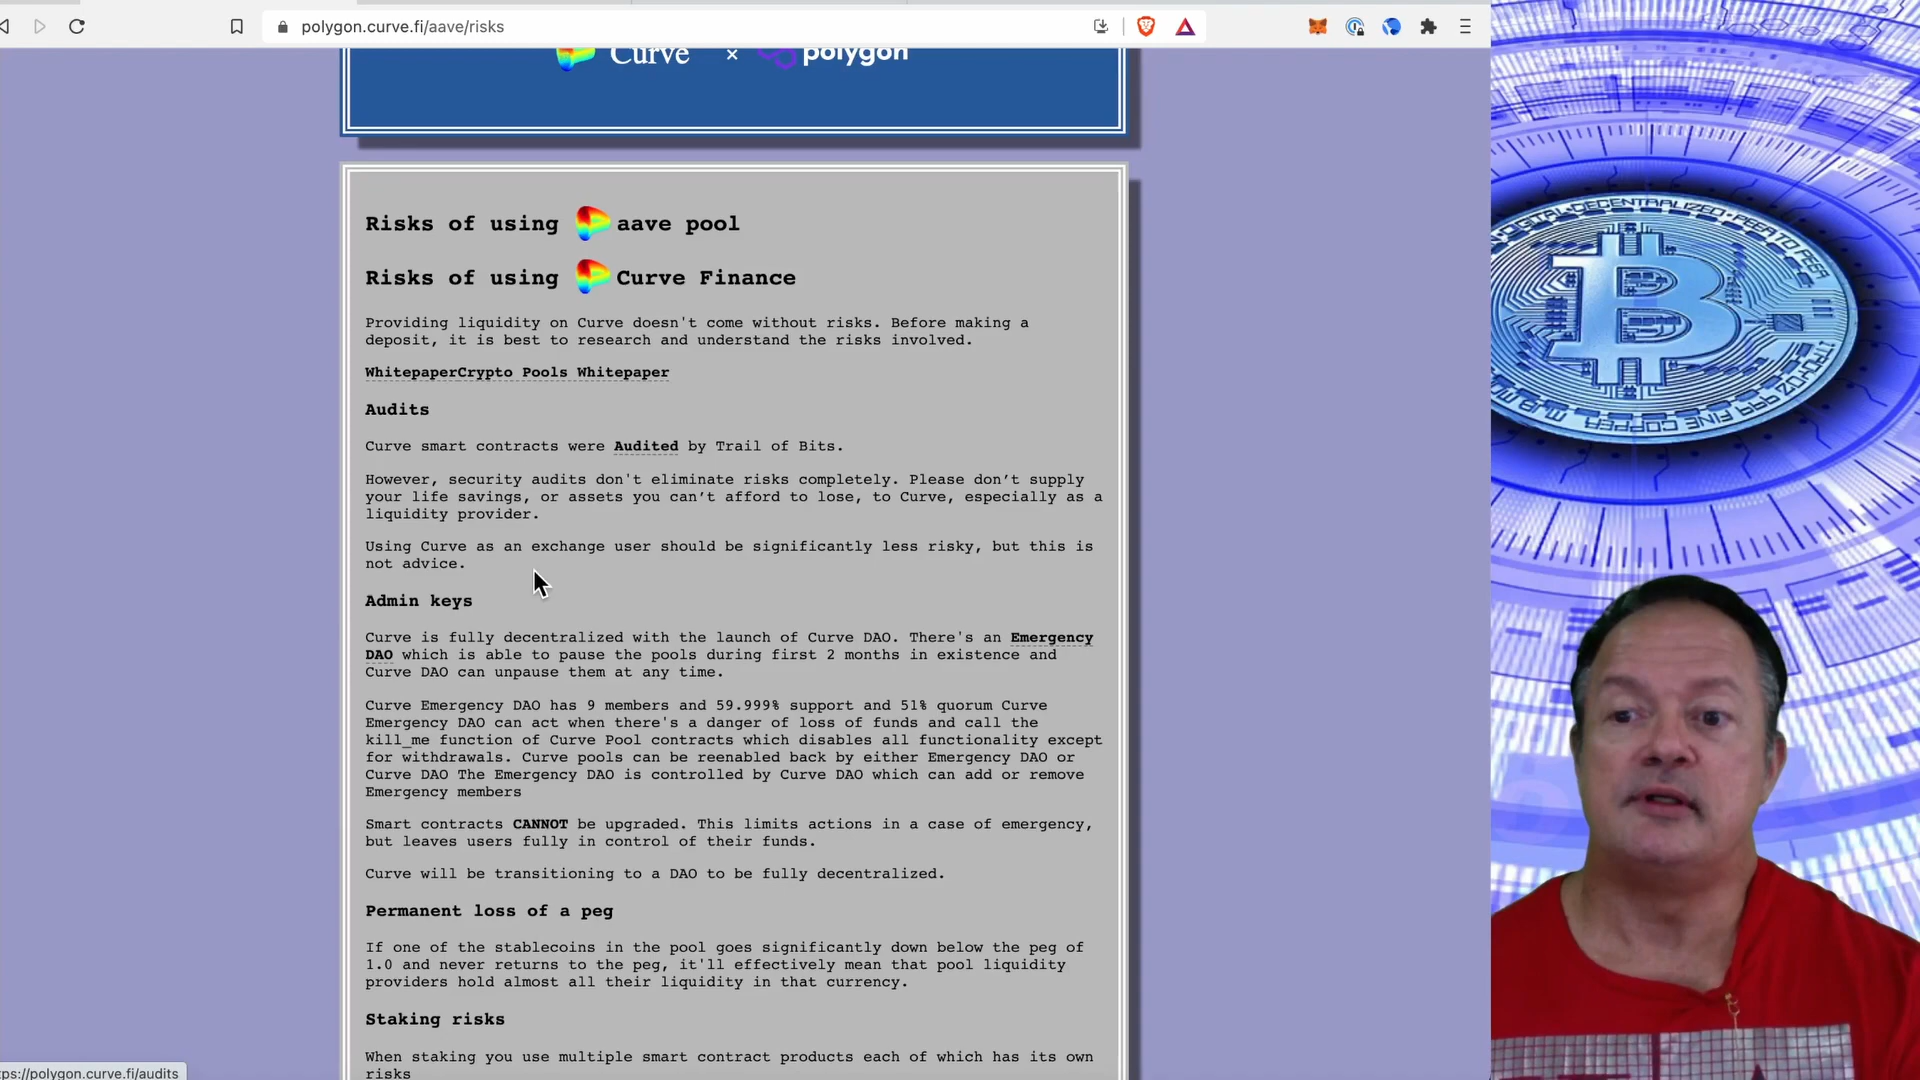 polygon.curve.fi/aave/risks
Curve × polygon
Risks of using aave pool
Risks of using Curve Finance
Providing liquidity on Curve doesn't come without risks. Before making a
deposit, it is best to research and understand the risks involved.
WhitepaperCrypto Pools Whitepaper
Audits
Curve smart contracts were Audited by Trail of Bits.
However, security audits don't eliminate risks completely. Please don’t supply
your life savings, or assets you can’t afford to lose, to Curve, especially as a
liquidity provider.
Using Curve as an exchange user should be significantly less risky, but this is
not advice.
Admin keys
Curve is fully decentralized with the launch of Curve DAO. There's an Emergency
DAO which is able to pause the pools during first 2 months in existence and
Curve DAO can unpause them at any time.
Curve Emergency DAO has 9 members and 59.999% support and 51% quorum Curve
Emergency DAO can act when there's a danger of loss of funds and call the
kill_me function of Curve Pool contracts which disables all functionality except
for withdrawals. Curve pools can be reenabled back by either Emergency DAO or
Curve DAO The Emergency DAO is controlled by Curve DAO which can add or remove
Emergency members
Smart contracts CANNOT be upgraded. This limits actions in a case of emergency,
but leaves users fully in control of their funds.
Curve will be transitioning to a DAO to be fully decentralized.
Permanent loss of a peg
If one of the stablecoins in the pool goes significantly down below the peg of
1.0 and never returns to the peg, it'll effectively mean that pool liquidity
providers hold almost all their liquidity in that currency.
Staking risks
When staking you use multiple smart contract products each of which has its own
risks
ps://polygon.curve.fi/audits